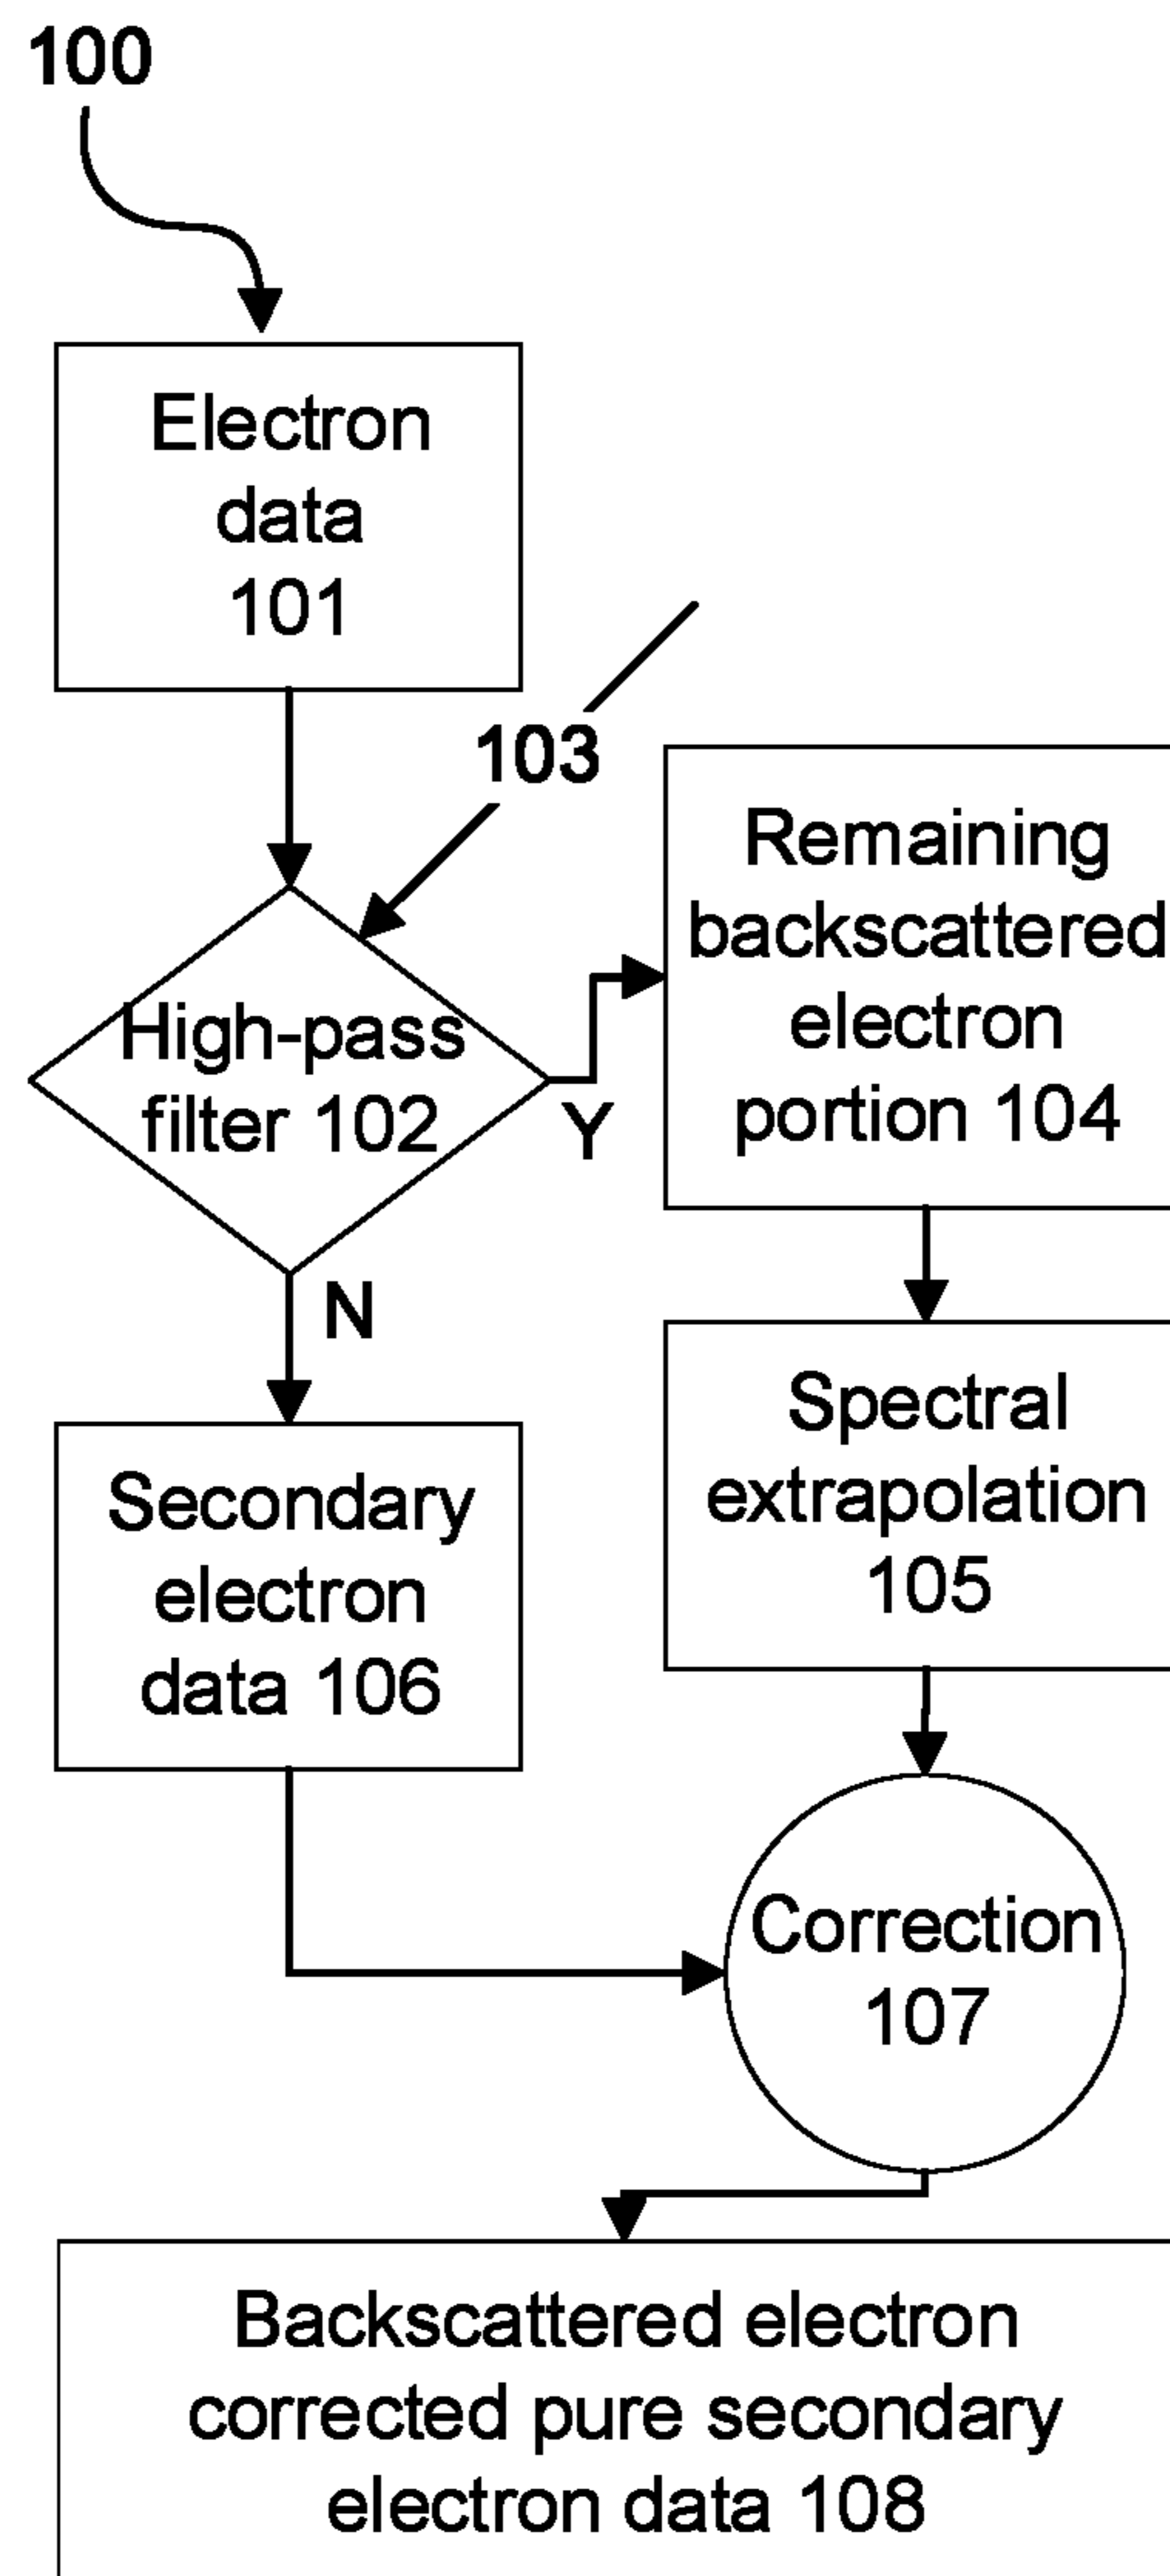 100
Electron
data
101
103
High-pass
filter 102
Y
N
Remaining
backscattered
electron
portion 104
Spectral
extrapolation
105
Secondary
electron
data 106
Correction
107
Backscattered electron
corrected pure secondary
electron data 108